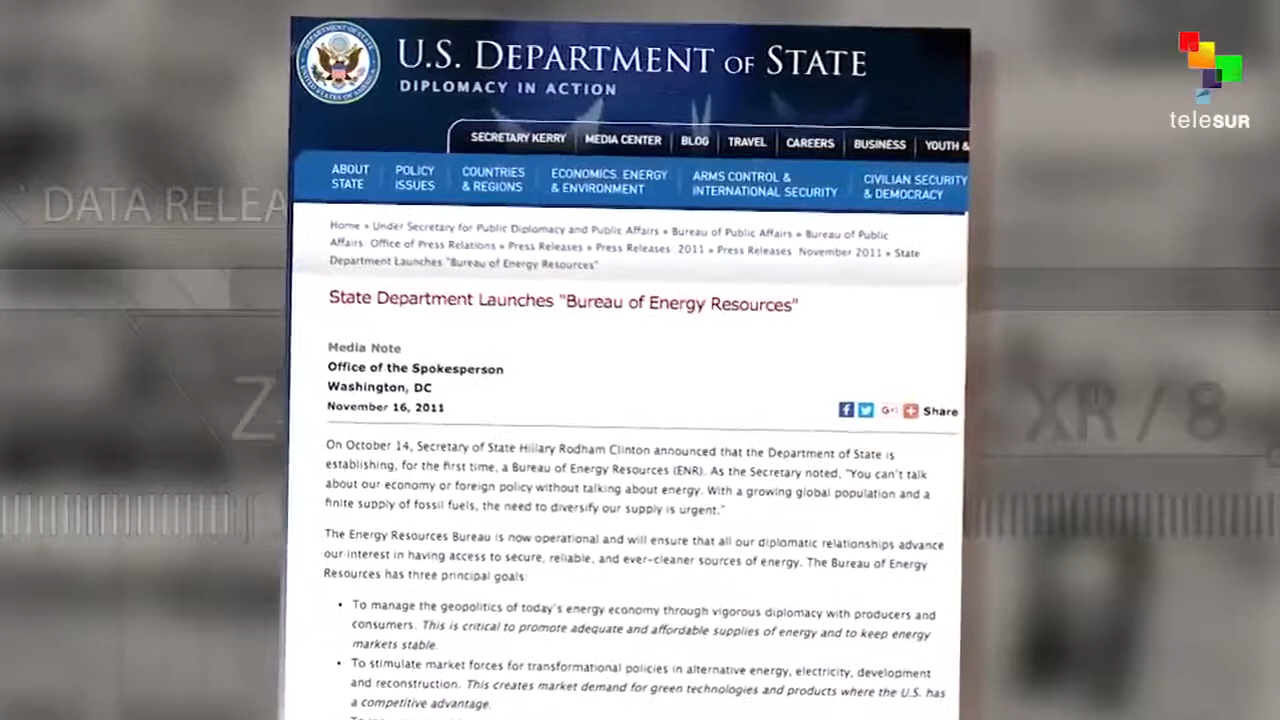 U.S. DEPARTMENT OF STATE
DIPLOMACY IN ACTION
teleSUR
SECRETARY KERRY MEDIA CENTER BLOG TRAVEL CAREERS BUSINESS YOUTH &
ABOUT STATE
POLICY ISSUES
COUNTRIES & REGIONS
ECONOMICS, ENERGY & ENVIRONMENT
ARMS CONTROL & INTERNATIONAL SECURITY
CIVILIAN SECURITY & DEMOCRACY
DATA RELEA
Home » Under Secretary for Public Diplomacy and Public Affairs » Bureau of Public Affairs » Bureau of Public
Affairs: Office of Press Relations » Press Releases » Press Releases: 2011 » Press Releases: November 2011 » State
Department Launches "Bureau of Energy Resources"
State Department Launches "Bureau of Energy Resources"
Media Note
Office of the Spokesperson
Washington, DC
November 16, 2011
Share
Z
XR / 8
On October 14, Secretary of State Hillary Rodham Clinton announced that the Department of State is
establishing, for the first time, a Bureau of Energy Resources (ENR). As the Secretary noted, "You can't talk
about our economy or foreign policy without talking about energy. With a growing global population and a
finite supply of fossil fuels, the need to diversify our supply is urgent."
The Energy Resources Bureau is now operational and will ensure that all our diplomatic relationships advance
our interest in having access to secure, reliable, and ever-cleaner sources of energy. The Bureau of Energy
Resources has three principal goals:
• To manage the geopolitics of today's energy economy through vigorous diplomacy with producers and
consumers. This is critical to promote adequate and affordable supplies of energy and to keep energy
markets stable.
• To stimulate market forces for transformational policies in alternative energy, electricity, development
and reconstruction. This creates market demand for green technologies and products where the U.S. has
a competitive advantage.